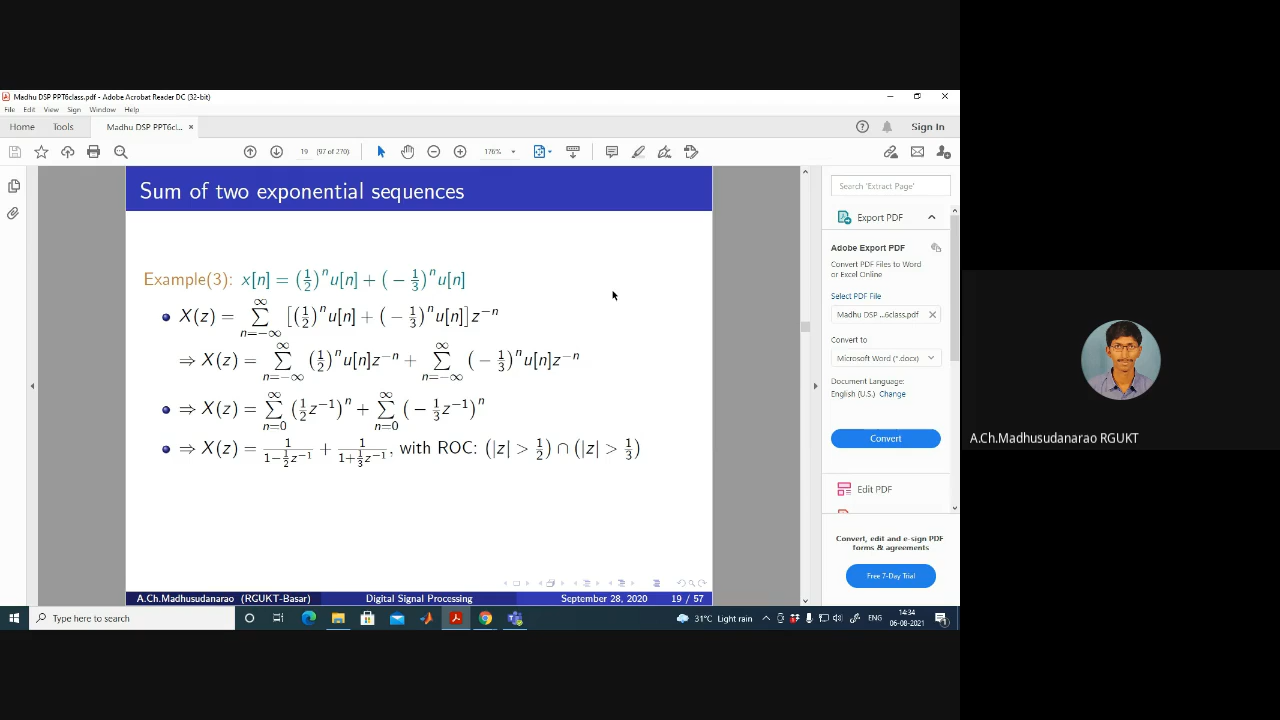 Madhu DSP PPT6class.pdf - Adobe Acrobat Reader DC (32-bit)
File Edit View Sign Window Help
Home Tools Madhu DSP PPT6cl... × Sign In
19 (97 of 270) 176%
Sum of two exponential sequences
Example(3): x[n] = (1/2)^n u[n] + (− 1/3)^n u[n]
X(z) = ∑_{n=−∞}^{∞} [(1/2)^n u[n] + (− 1/3)^n u[n]] z^{−n}
⇒ X(z) = ∑_{n=−∞}^{∞} (1/2)^n u[n]z^{−n} + ∑_{n=−∞}^{∞} (− 1/3)^n u[n]z^{−n}
⇒ X(z) = ∑_{n=0}^{∞} (1/2 z^{−1})^n + ∑_{n=0}^{∞} (− 1/3 z^{−1})^n
⇒ X(z) = 1/(1−1/2 z^{−1}) + 1/(1+1/3 z^{−1}), with ROC: (|z| > 1/2) ∩ (|z| > 1/3)
A.Ch.Madhusudanarao (RGUKT-Basar) Digital Signal Processing September 28, 2020 19 / 57
Search 'Extract Page'
Export PDF
Adobe Export PDF
Convert PDF Files to Word
or Excel Online
Select PDF File
Madhu DSP ...6class.pdf ×
Convert to
Microsoft Word (*.docx)
Document Language:
English (U.S.) Change
Convert
Edit PDF
Convert, edit and e-sign PDF
forms & agreements
Free 7-Day Trial
A.Ch.Madhusudanarao RGUKT
Type here to search
31°C Light rain ENG 14:34
06-08-2021